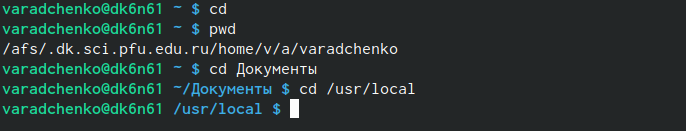 varadchenko@dk6n61 ~ $ cd
varadchenko@dk6n61 ~ $ pwd
/afs/.dk.sci.pfu.edu.ru/home/v/a/varadchenko
varadchenko@dk6n61 ~ $ cd Документы
varadchenko@dk6n61 ~/Документы $ cd /usr/local
varadchenko@dk6n61 /usr/local $